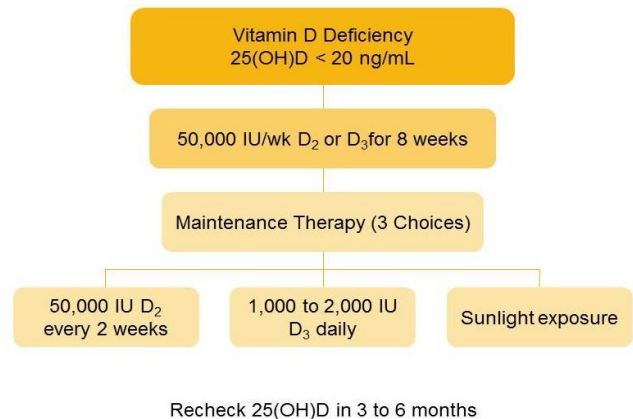 Vitamin D Deficiency
25(OH)D < 20 ng/mL
50,000 IU/wk D₂ or D₃for 8 weeks
Maintenance Therapy (3 Choices)
50,000 IU D₂
every 2 weeks
1,000 to 2,000 IU
D₃ daily
Sunlight exposure
Recheck 25(OH)D in 3 to 6 months